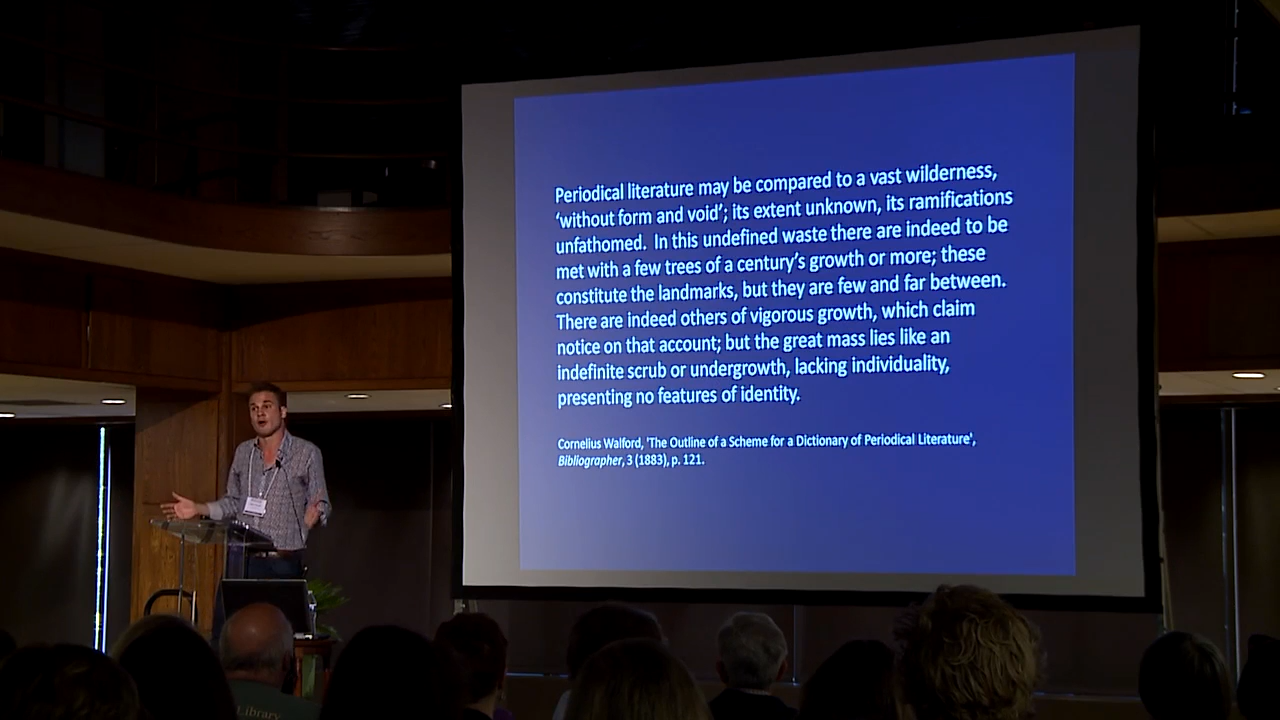 Periodical literature may be compared to a vast wilderness,
‘without form and void’; its extent unknown, its ramifications
unfathomed. In this undefined waste there are indeed to be
met with a few trees of a century’s growth or more; these
constitute the landmarks, but they are few and far between.
There are indeed others of vigorous growth, which claim
notice on that account; but the great mass lies like an
indefinite scrub or undergrowth, lacking individuality,
presenting no features of identity.
Cornelius Walford, 'The Outline of a Scheme for a Dictionary of Periodical Literature',
Bibliographer, 3 (1883), p. 121.
Library